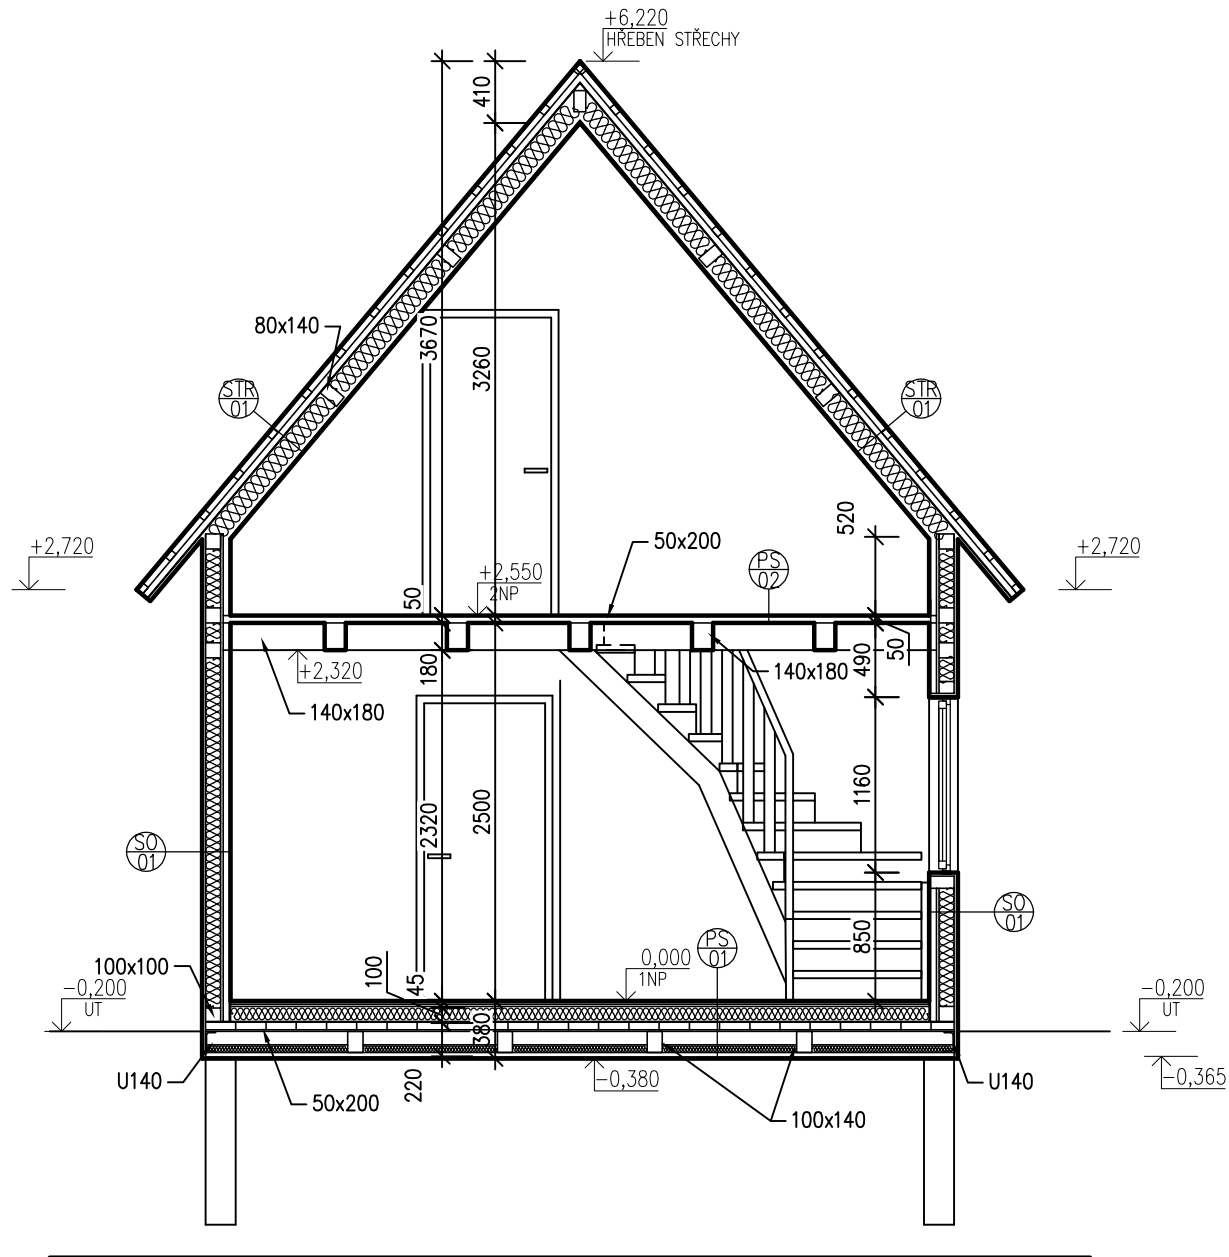 +6,220
HŘEBEN STŘECHY
410
3670
3260
80x140
STR
01
STR
01
520
+2,720
+2,720
50x200
PS
02
+2,550
2NP
50
180
+2,320
140x180
140x180
490
50
1160
2320
2500
SO
01
SO
01
850
PS
01
0,000
1NP
100x100
100
45
-0,200
UT
-0,200
UT
380
220
U140
50x200
-0,380
100x140
U140
-0,365